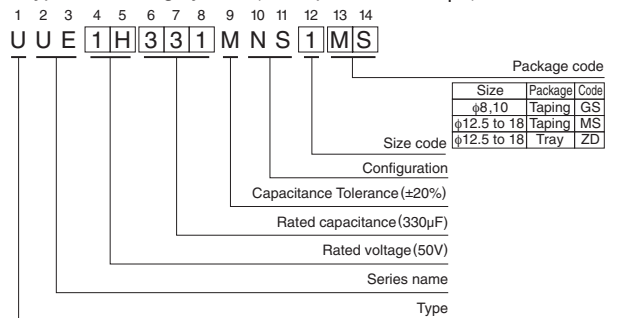 1 2 3 4 5 6 7 8 9 10 11 12 13 14
U U E 1 H 3 3 1 M N S 1 M S
Package code
Size Package Code
φ8,10 Taping GS
φ12.5 to 18 Taping MS
φ12.5 to 18 Tray ZD
Size code
Configuration
Capacitance Tolerance (±20%)
Rated capacitance (330µF)
Rated voltage (50V)
Series name
Type